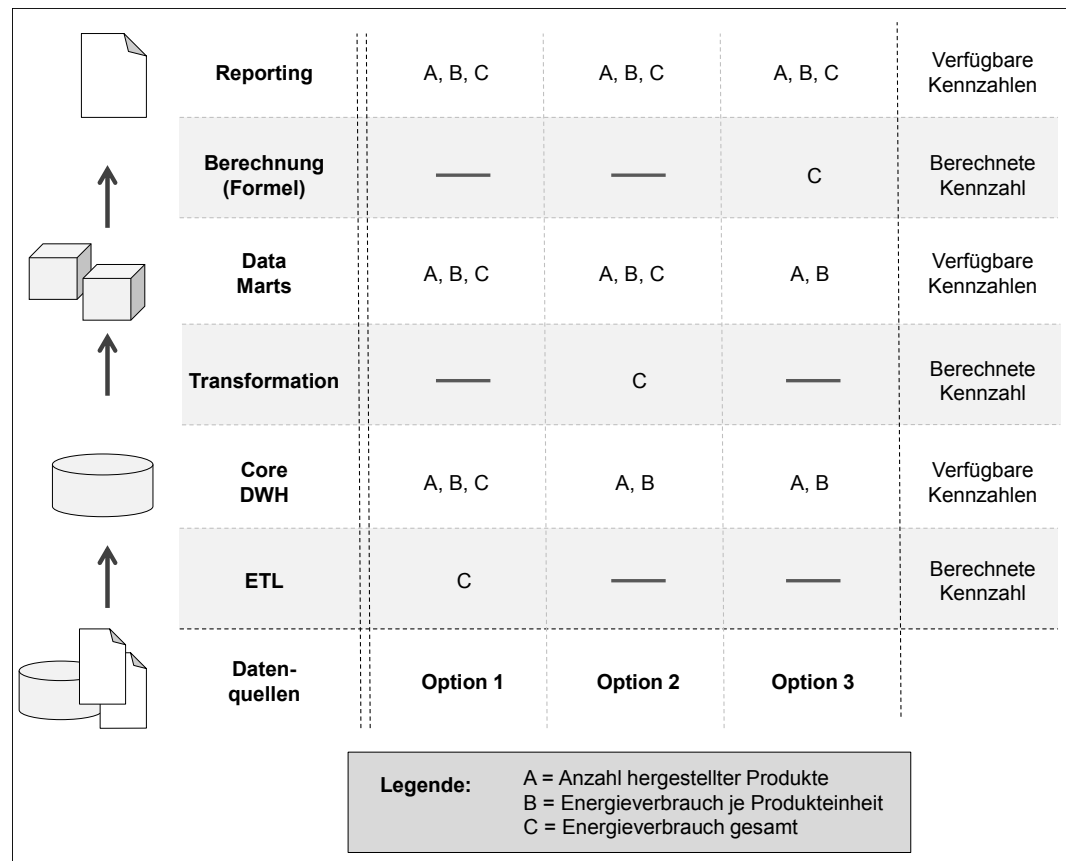 Reporting
A, B, C
A, B, C
A, B, C
Verfügbare
Kennzahlen
Berechnung
(Formel)
C
Berechnete
Kennzahl
Data
Marts
A, B, C
A, B, C
A, B
Verfügbare
Kennzahlen
Transformation
C
Berechnete
Kennzahl
Core
DWH
A, B, C
A, B
A, B
Verfügbare
Kennzahlen
ETL
C
Berechnete
Kennzahl
Daten-
quellen
Option 1
Option 2
Option 3
Legende:
A = Anzahl hergestellter Produkte
B = Energieverbrauch je Produkteinheit
C = Energieverbrauch gesamt